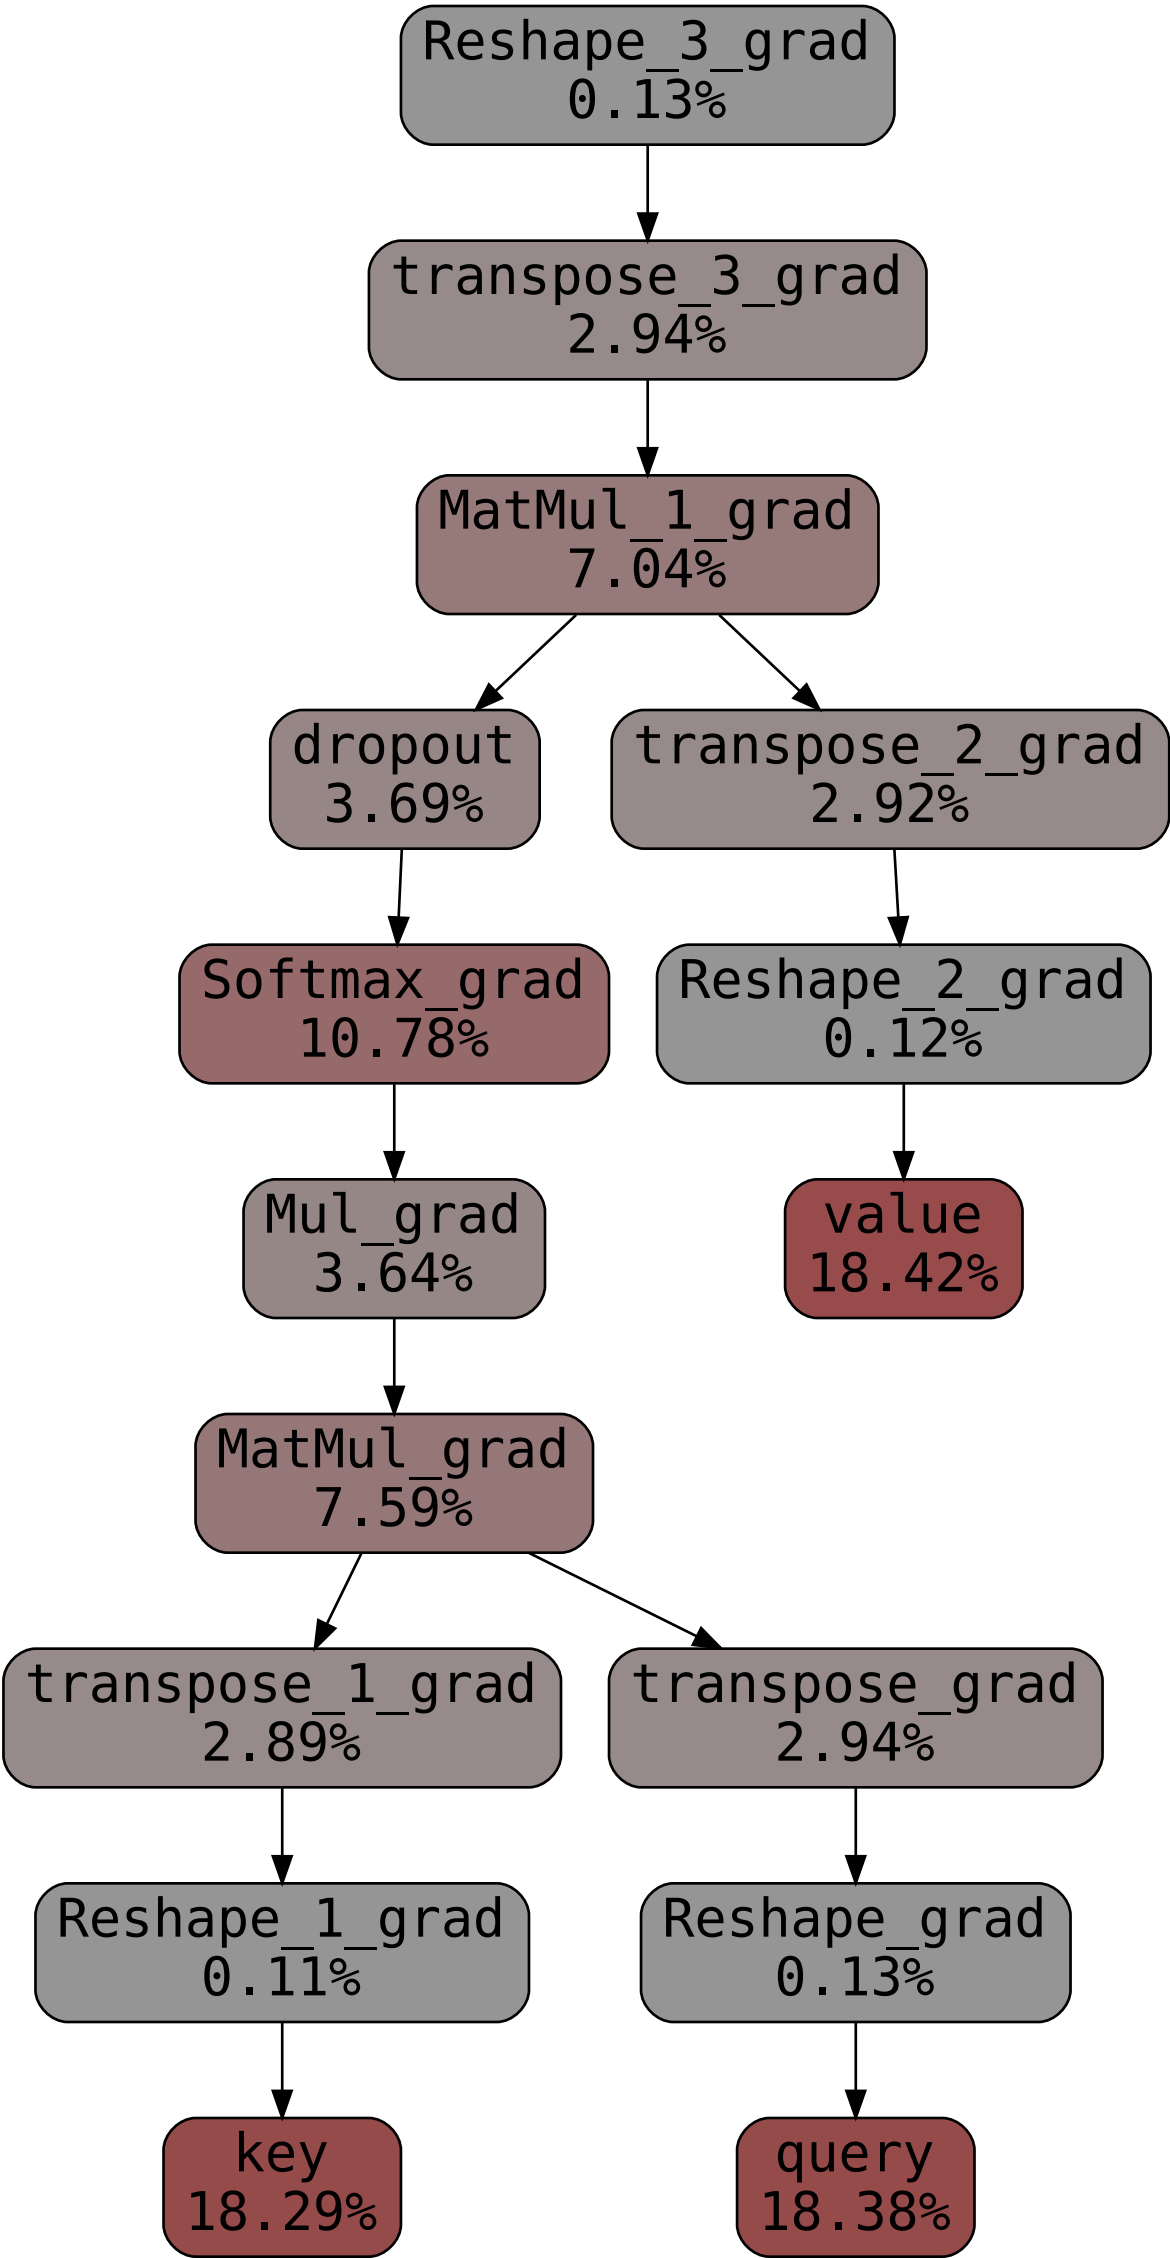 Reshape_3_grad
0.13%
transpose_3_grad
2.94%
MatMul_1_grad
7.04%
dropout
3.69%
transpose_2_grad
2.92%
Softmax_grad
10.78%
Reshape_2_grad
0.12%
Mul_grad
3.64%
value
18.42%
MatMul_grad
7.59%
transpose_1_grad
2.89%
transpose_grad
2.94%
Reshape_1_grad
0.11%
Reshape_grad
0.13%
key
18.29%
query
18.38%